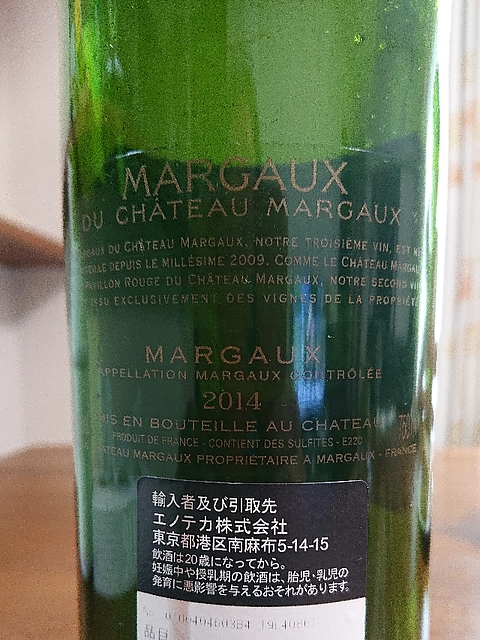 MARGAUX
DU CHÂTEAU MARGAUX
DU CHÂTEAU MARGAUX, NOTRE TROISIÈME VIN, EST
DEPUIS LE MILLÉSIME 2009. COMME LE CHÂTEAU
PAVILLON ROUGE DU CHÂTEAU MARGAUX, NOTRE SECOND
EXCLUSIVEMENT DES VIGNES DE LA PROPRIÉTÉ
MARGAUX
APPELLATION MARGAUX CONTRÔLÉE
2014
MIS EN BOUTEILLE AU CHATEAU
PRODUIT DE FRANCE - CONTIENT DES SULFITES - E220
MARGAUX PROPRIÉTAIRE A MARGAUX - FRANCE
輸入者及び引取先
エノテカ株式会社
東京都港区南麻布5-14-15
飲酒は20歳になってから。
妊娠中や授乳期の飲酒は、胎児・乳児の
発育に悪影響を与えるおそれがあります。
品目